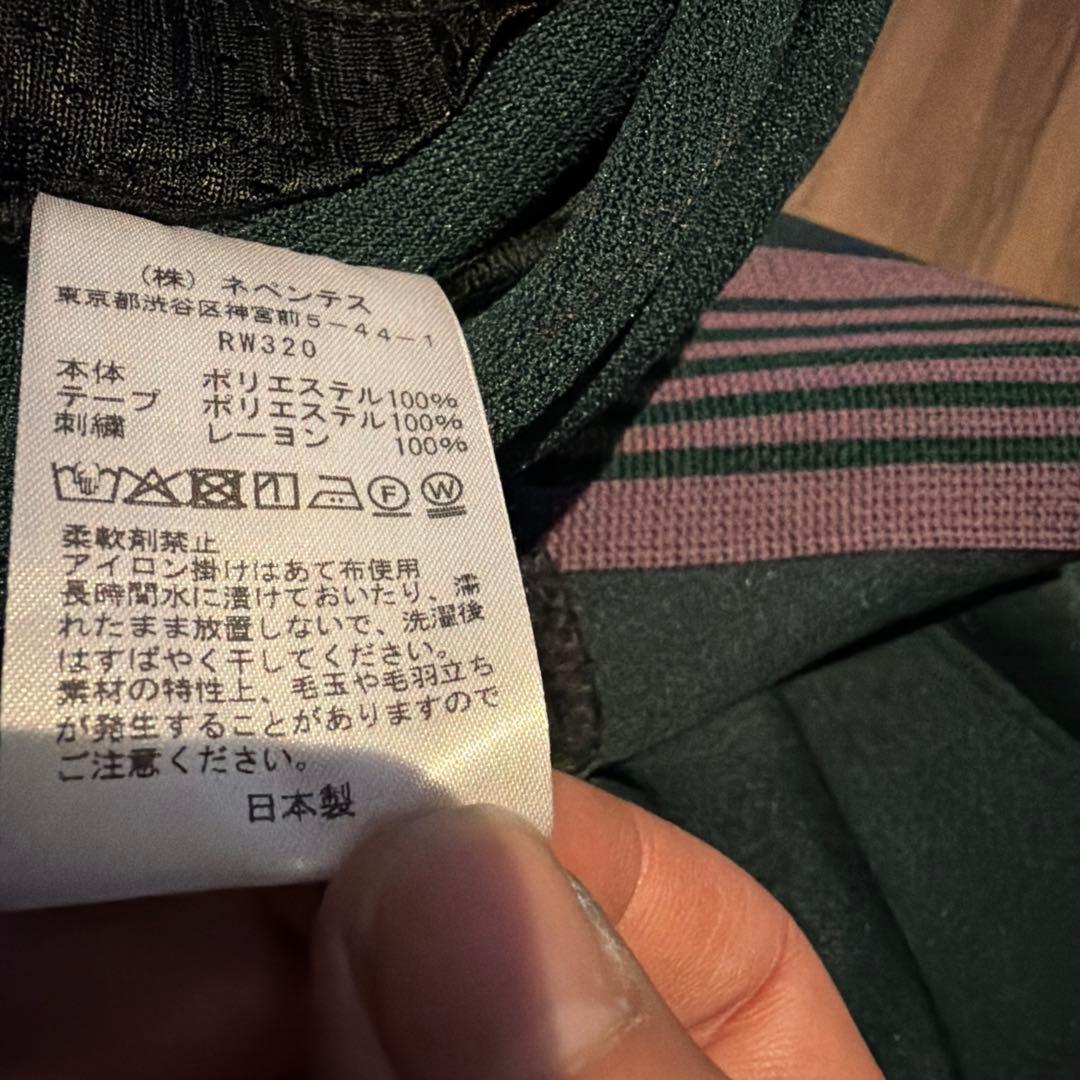 (株) ネペンテス
東京都渋谷区神宮前5-44-1
RW320
本体 ポリエステル100%
テープ ポリエステル100%
刺繍 レーヨン 100%
F W
柔軟剤禁止
アイロン掛けはあて布使用
長時間水に漬けておいたり、濡
れたまま放置しないで、洗濯後
はすばやく干してください。
素材の特性上、毛玉や毛羽立ち
が発生することがありますので
ご注意ください。
日本製